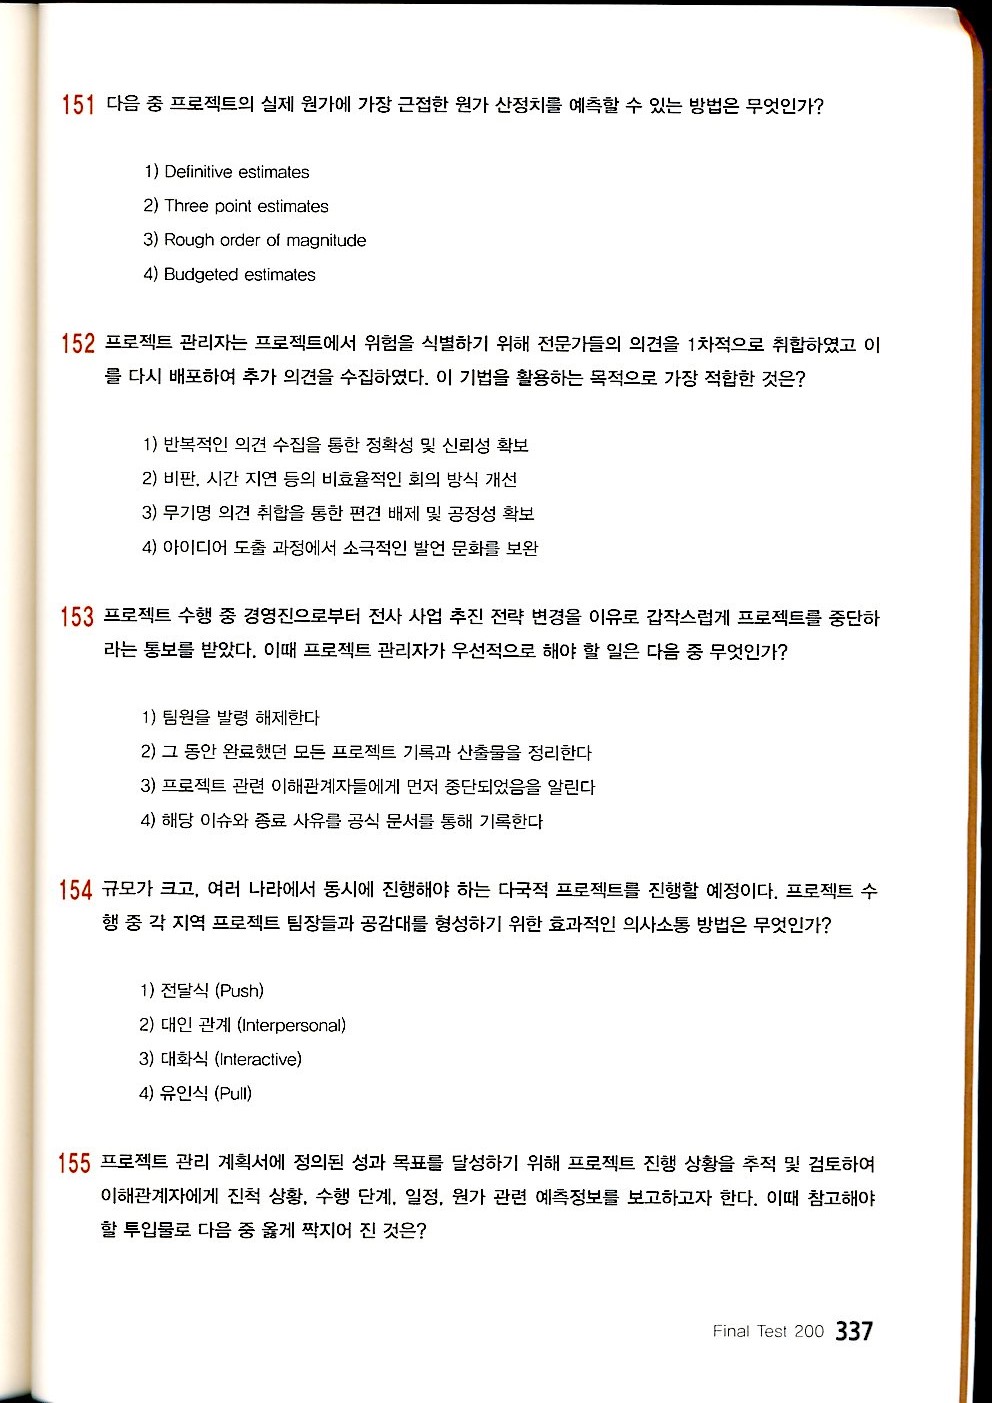 151 다음 중 프로젝트의 실제 원가에 가장 근접한 원가 산정치를 예측할 수 있는 방법은 무엇인가?
1) Definitive estimates
2) Three point estimates
3) Rough order of magnitude
4) Budgeted estimates
152 프로젝트 관리자는 프로젝트에서 위험을 식별하기 위해 전문가들의 의견을 1차적으로 취합하였고 이
를 다시 배포하여 추가 의견을 수집하였다. 이 기법을 활용하는 목적으로 가장 적합한 것은?
1) 반복적인 의견 수집을 통한 정확성 및 신뢰성 확보
2) 비판, 시간 지연 등의 비효율적인 회의 방식 개선
3) 무기명 의견 취합을 통한 편견 배제 및 공정성 확보
4) 아이디어 도출 과정에서 소극적인 발언 문화를 보완
153 프로젝트 수행 중 경영진으로부터 전사 사업 추진 전략 변경을 이유로 갑작스럽게 프로젝트를 중단하
라는 통보를 받았다. 이때 프로젝트 관리자가 우선적으로 해야 할 일은 다음 중 무엇인가?
1) 팀원을 발령 해제한다
2) 그 동안 완료했던 모든 프로젝트 기록과 산출물을 정리한다
3) 프로젝트 관련 이해관계자들에게 먼저 중단되었음을 알린다
4) 해당 이슈와 종료 사유를 공식 문서를 통해 기록한다
154 규모가 크고, 여러 나라에서 동시에 진행해야 하는 다국적 프로젝트를 진행할 예정이다. 프로젝트 수
행 중 각 지역 프로젝트 팀장들과 공감대를 형성하기 위한 효과적인 의사소통 방법은 무엇인가?
1) 전달식 (Push)
2) 대인 관계 (Interpersonal)
3) 대화식 (Interactive)
4) 유인식 (Pull)
155 프로젝트 관리 계획서에 정의된 성과 목표를 달성하기 위해 프로젝트 진행 상황을 추적 및 검토하여
이해관계자에게 진척 상황, 수행 단계, 일정, 원가 관련 예측정보를 보고하고자 한다. 이때 참고해야
할 투입물로 다음 중 옳게 짝지어 진 것은?
Final Test 200 337